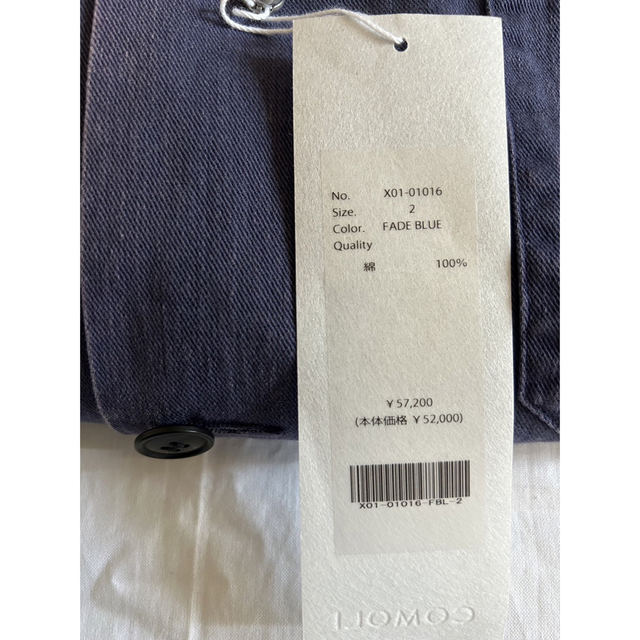 No. X01-01016
Size. 2
Color. FADE BLUE
Quality
綿 100%
¥57,200
(本体価格 ¥52,000)
X01-01016-FBL-2
COMOLI